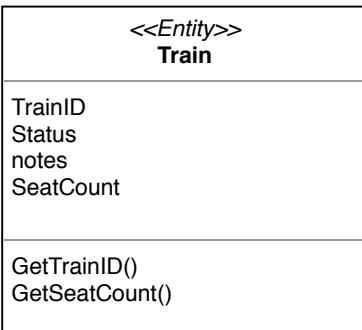 <<Entity>>
Train
TrainID
Status
notes
SeatCount
GetTrainID()
GetSeatCount()